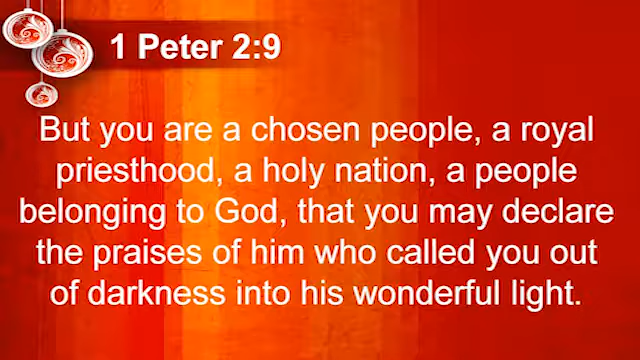 1 Peter 2:9
But you are a chosen people, a royal
priesthood, a holy nation, a people
belonging to God, that you may declare
the praises of him who called you out
of darkness into his wonderful light.